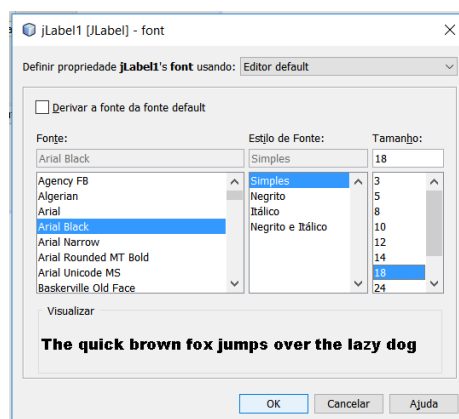 jLabel1 [JLabel] - font
Definir propriedade jLabel1's font usando: Editor default
Derivar a fonte da fonte default
Fonte: Estilo de Fonte: Tamanho:
Arial Black Simples 18
Agency FB Simples 3
Algerian Negrito 5
Arial Itálico 8
Arial Black Negrito e Itálico 10
Arial Narrow 12
Arial Rounded MT Bold 14
Arial Unicode MS 18
Baskerville Old Face 24
Visualizar
The quick brown fox jumps over the lazy dog
OK Cancelar Ajuda